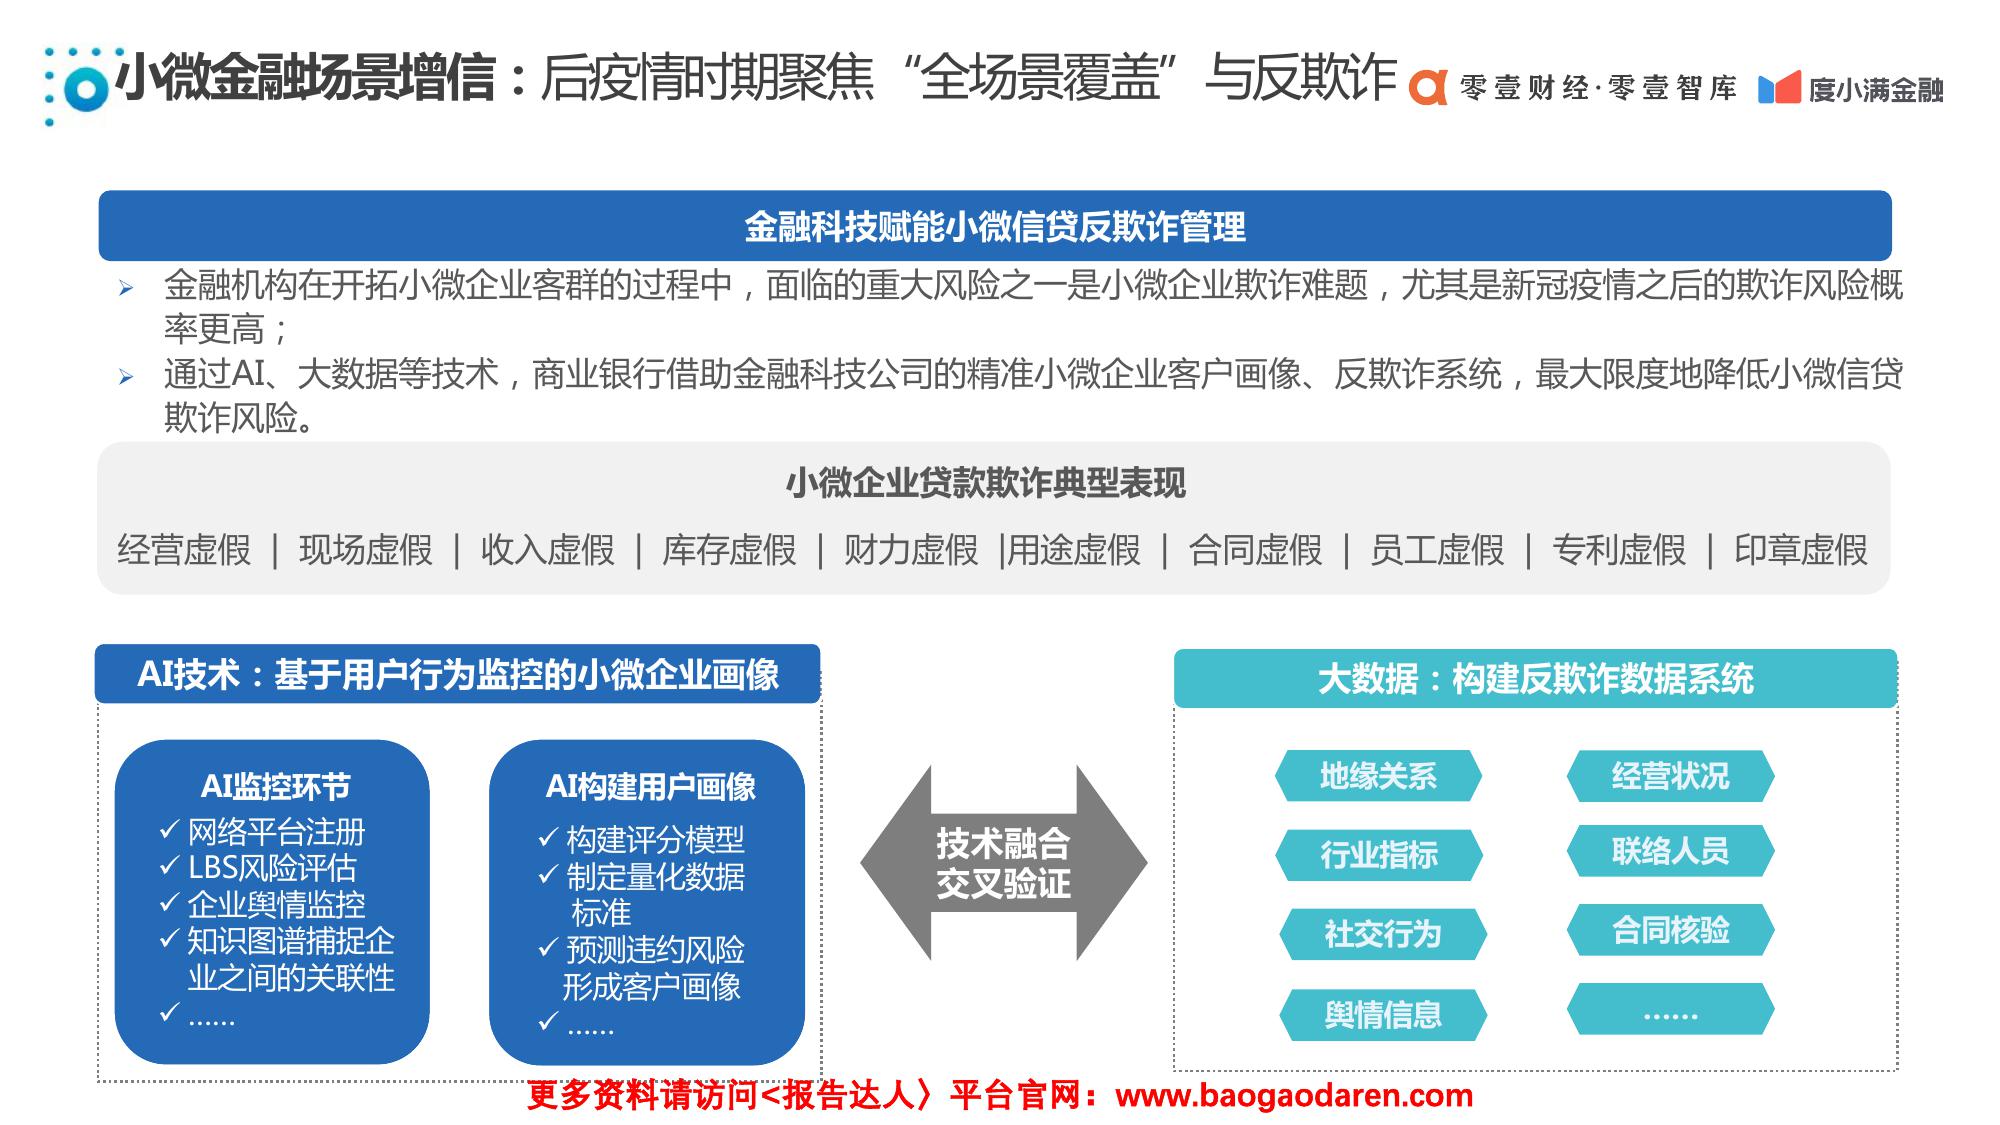 小微金融场景增信：后疫情时期聚焦“全场景覆盖”与反欺诈
零壹财经·零壹智库
度小满金融
金融科技赋能小微信贷反欺诈管理
金融机构在开拓小微企业客群的过程中，面临的重大风险之一是小微企业欺诈难题，尤其是新冠疫情之后的欺诈风险概
率更高；
通过AI、大数据等技术，商业银行借助金融科技公司的精准小微企业客户画像、反欺诈系统，最大限度地降低小微信贷
欺诈风险。
小微企业贷款欺诈典型表现
经营虚假 | 现场虚假 | 收入虚假 | 库存虚假 | 财力虚假 |用途虚假 | 合同虚假 | 员工虚假 | 专利虚假 | 印章虚假
AI技术：基于用户行为监控的小微企业画像
AI监控环节
✓网络平台注册
✓LBS风险评估
✓企业舆情监控
✓知识图谱捕捉企
业之间的关联性
✓……
AI构建用户画像
✓构建评分模型
✓制定量化数据
标准
✓预测违约风险
形成客户画像
✓……
技术融合
交叉验证
大数据：构建反欺诈数据系统
地缘关系
经营状况
行业指标
联络人员
社交行为
合同核验
舆情信息
……
更多资料请访问<报告达人〉平台官网：www.baogaodaren.com